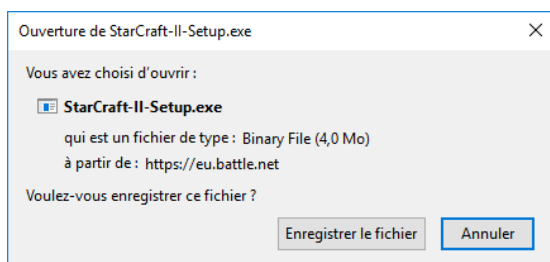 Ouverture de StarCraft-II-Setup.exe
Vous avez choisi d'ouvrir :
StarCraft-II-Setup.exe
qui est un fichier de type : Binary File (4,0 Mo)
à partir de : https://eu.battle.net
Voulez-vous enregistrer ce fichier ?
Enregistrer le fichier Annuler